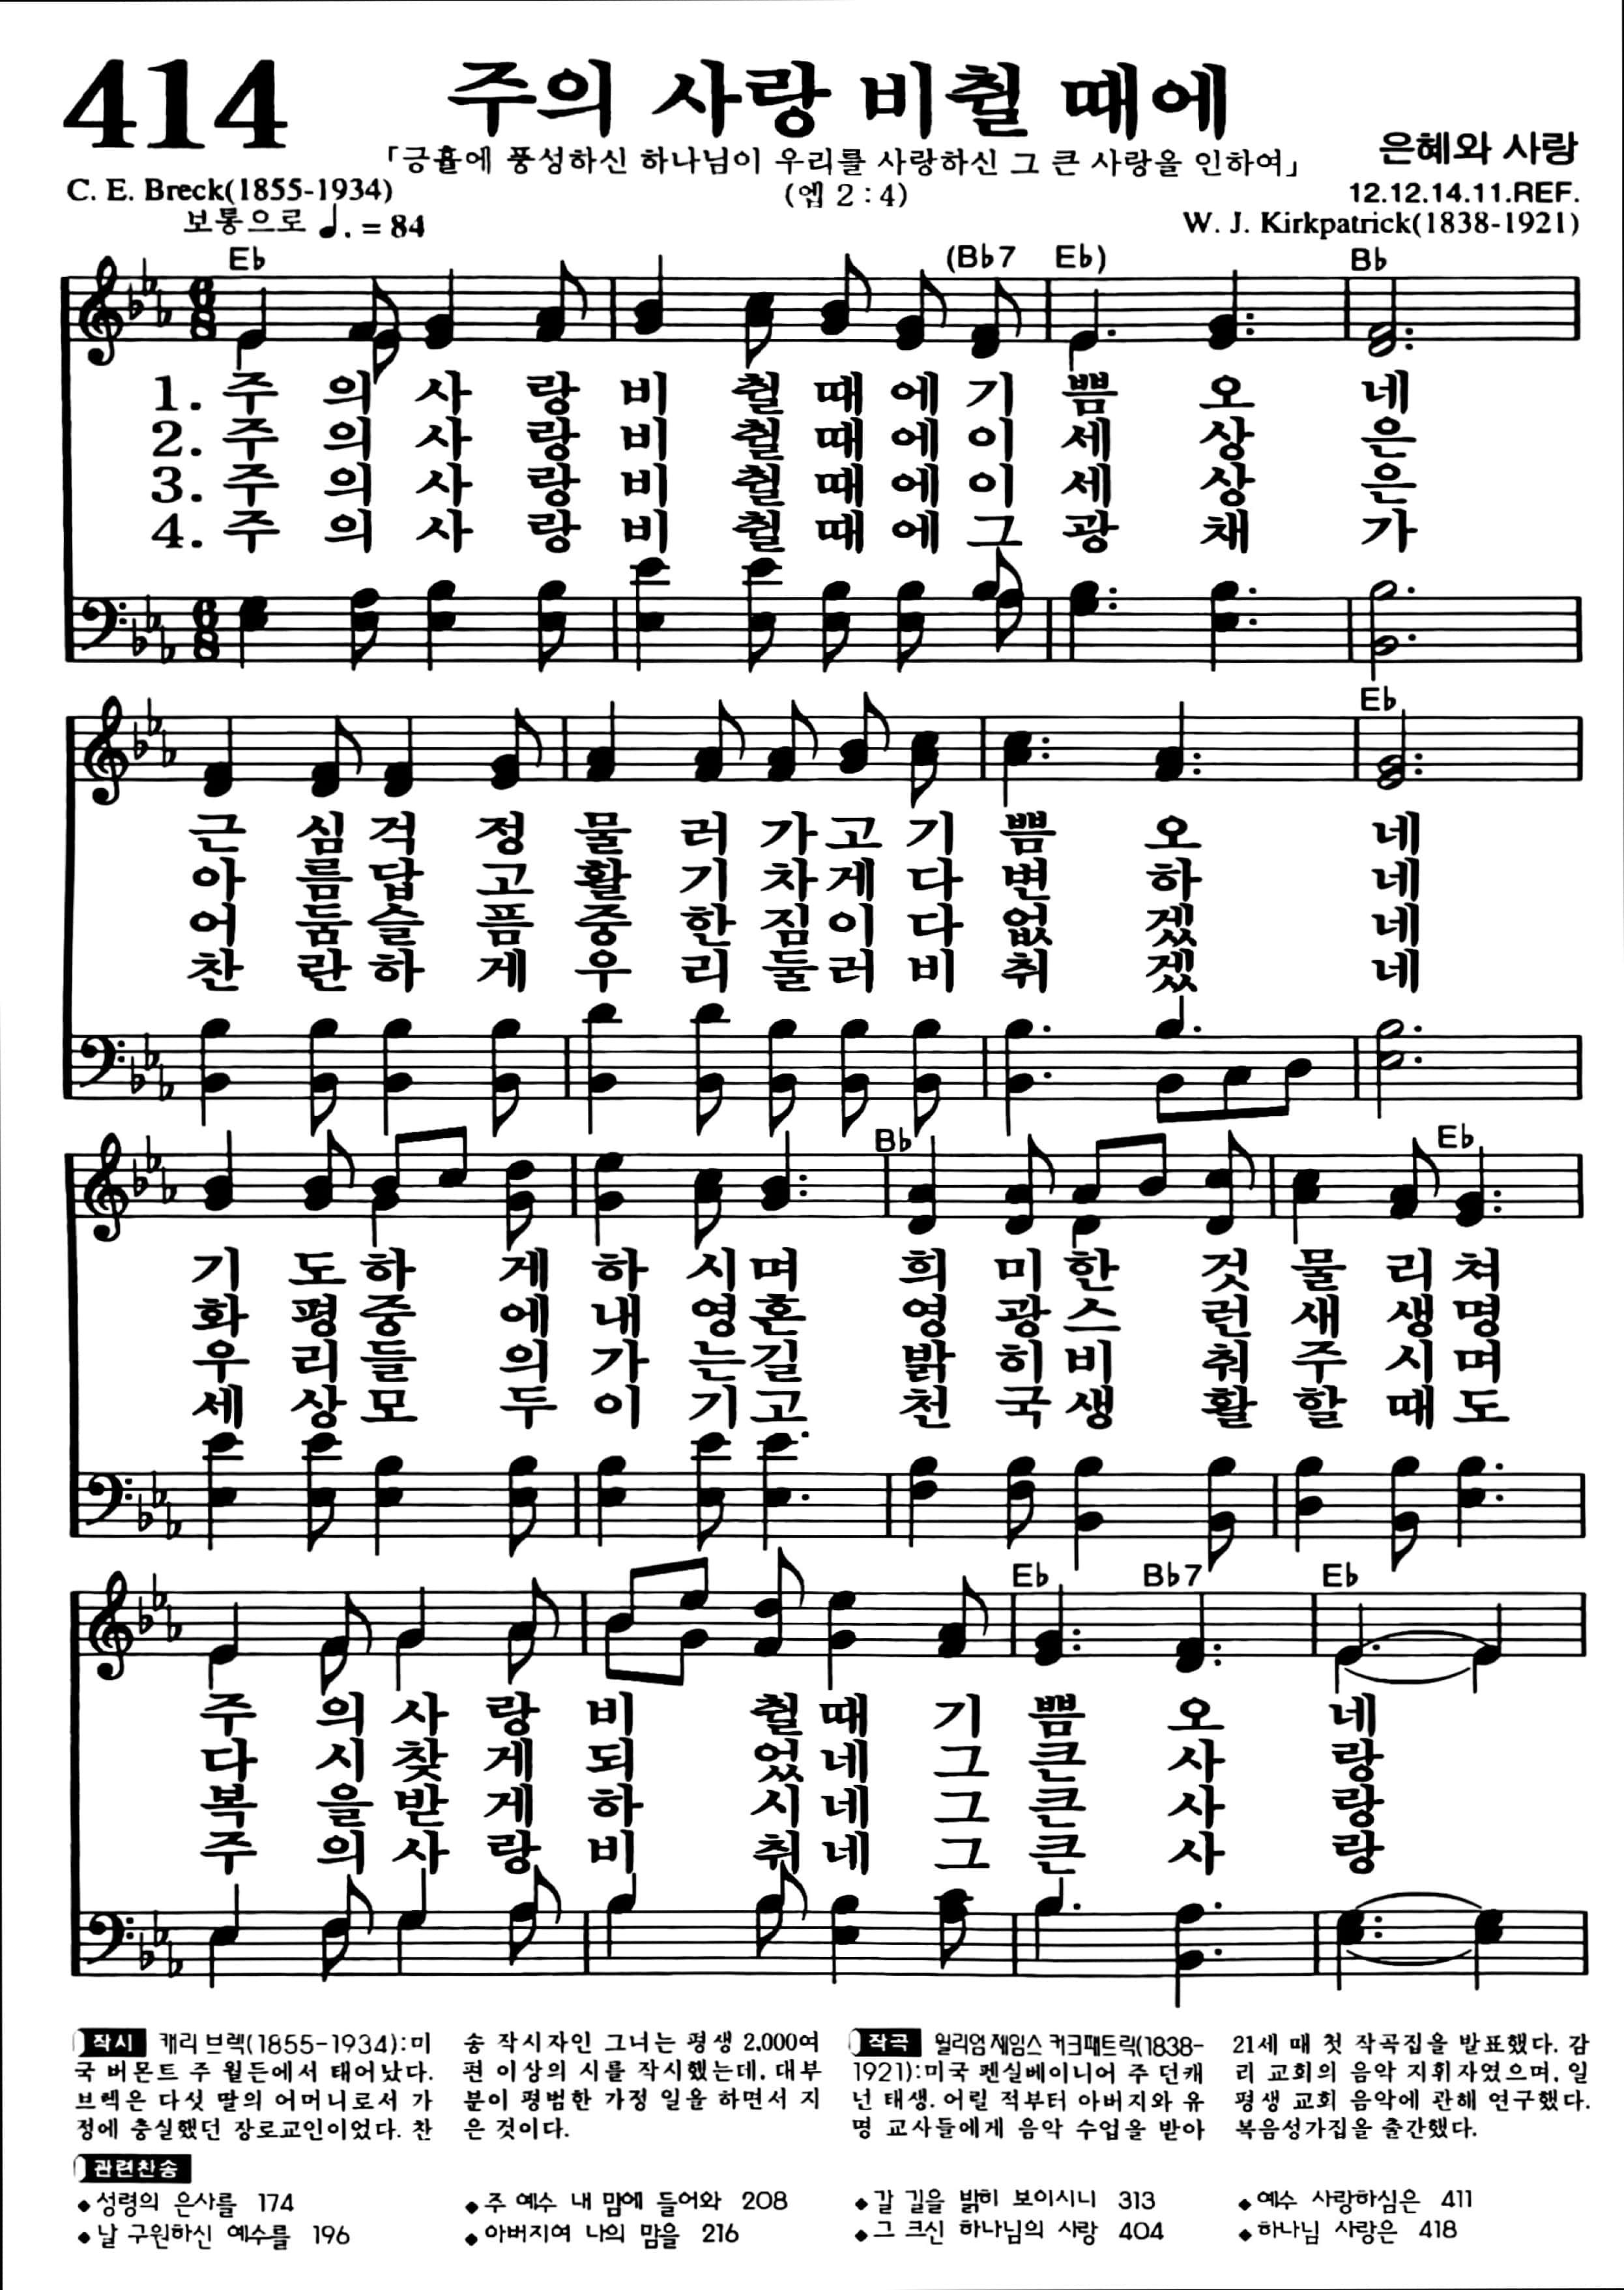 414
주의 사랑 비췰 때에
「긍휼에 풍성하신 하나님이 우리를 사랑하신 그 큰 사랑을 인하여」
(엡 2 : 4)
은혜와 사랑
C. E. Breck(1855-1934)
12.12.14.11.REF.
보통으로 ♩. = 84
W. J. Kirkpatrick(1838-1921)
E♭ (B♭7 E♭) B♭
1. 주 의 사 랑 비 췰 때 에 기 쁨 오 네
2. 주 의 사 랑 비 췰 때 에 이 세 상 은
3. 주 의 사 랑 비 췰 때 에 이 세 상 은
4. 주 의 사 랑 비 췰 때 에 그 광 채 가
E♭
근 심 걱 정 물 러 가 고 기 쁨 오 네
아 름 답 고 활 기 차 게 다 변 하 네
어 둠 슬 픔 중 한 짐 이 다 없 겠 네
찬 란 하 게 우 리 둘 러 비 취 겠 네
B♭ E♭
기 도 하 게 하 시 며 희 미 한 것 물 리 쳐
화 평 중 에 내 영 혼 영 광 스 런 새 생 명
우 리 들 의 가 는 길 밝 히 비 춰 주 시 며
세 상 모 두 이 기 고 천 국 생 활 할 때 도
E♭ B♭7 E♭
주 의 사 랑 비 췰 때 기 쁨 오 네
다 시 찾 게 되 었 네 그 큰 사 랑
복 을 받 게 하 시 네 그 큰 사 랑
주 의 사 랑 비 춰 네 그 큰 사 랑
작시 캐리 브렉(1855-1934):미
국 버몬트 주 월든에서 태어났다.
브렉은 다섯 딸의 어머니로서 가
정에 충실했던 장로교인이었다. 찬
송 작시자인 그녀는 평생 2,000여
편 이상의 시를 작시했는데, 대부
분이 평범한 가정 일을 하면서 지
은 것이다.
작곡 윌리엄 제임스 커크패트릭(1838-
1921):미국 펜실베이니어 주 던캐
넌 태생. 어릴 적부터 아버지와 유
명 교사들에게 음악 수업을 받아
21세 때 첫 작곡집을 발표했다. 감
리 교회의 음악 지휘자였으며, 일
평생 교회 음악에 관해 연구했다.
복음성가집을 출간했다.
관련찬송
◆성령의 은사를 174
◆날 구원하신 예수를 196
◆주 예수 내 맘에 들어와 208
◆아버지여 나의 맘을 216
◆갈 길을 밝히 보이시니 313
◆그 크신 하나님의 사랑 404
◆예수 사랑하심은 411
◆하나님 사랑은 418